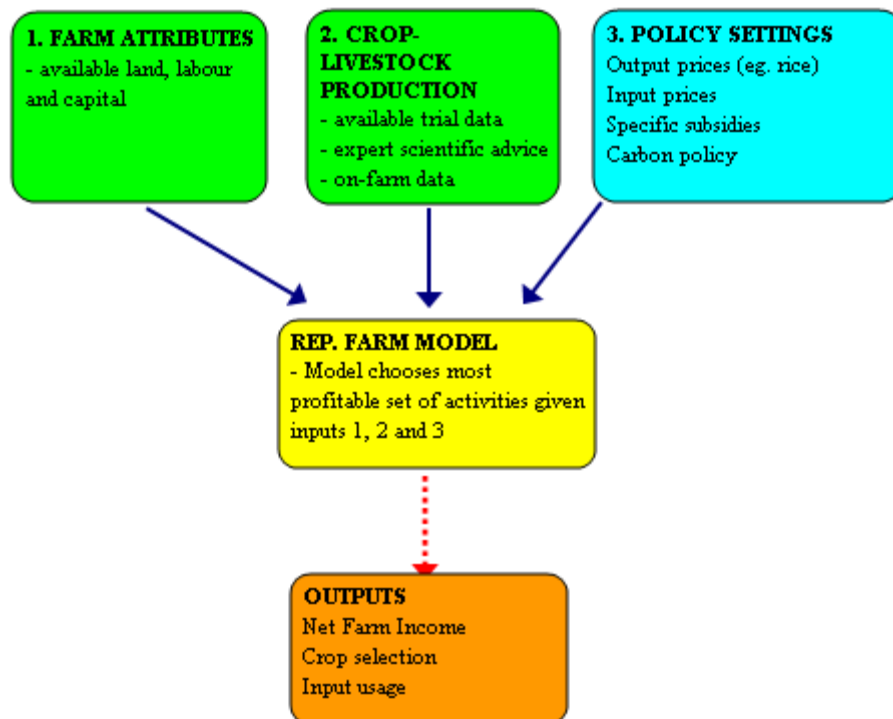 1. FARM ATTRIBUTES
- available land, labour
and capital
2. CROP-
LIVESTOCK
PRODUCTION
- available trial data
- expert scientific advice
- on-farm data
3. POLICY SETTINGS
Output prices (eg. rice)
Input prices
Specific subsidies
Carbon policy
REP. FARM MODEL
- Model chooses most
profitable set of activities given
inputs 1, 2 and 3
OUTPUTS
Net Farm Income
Crop selection
Input usage